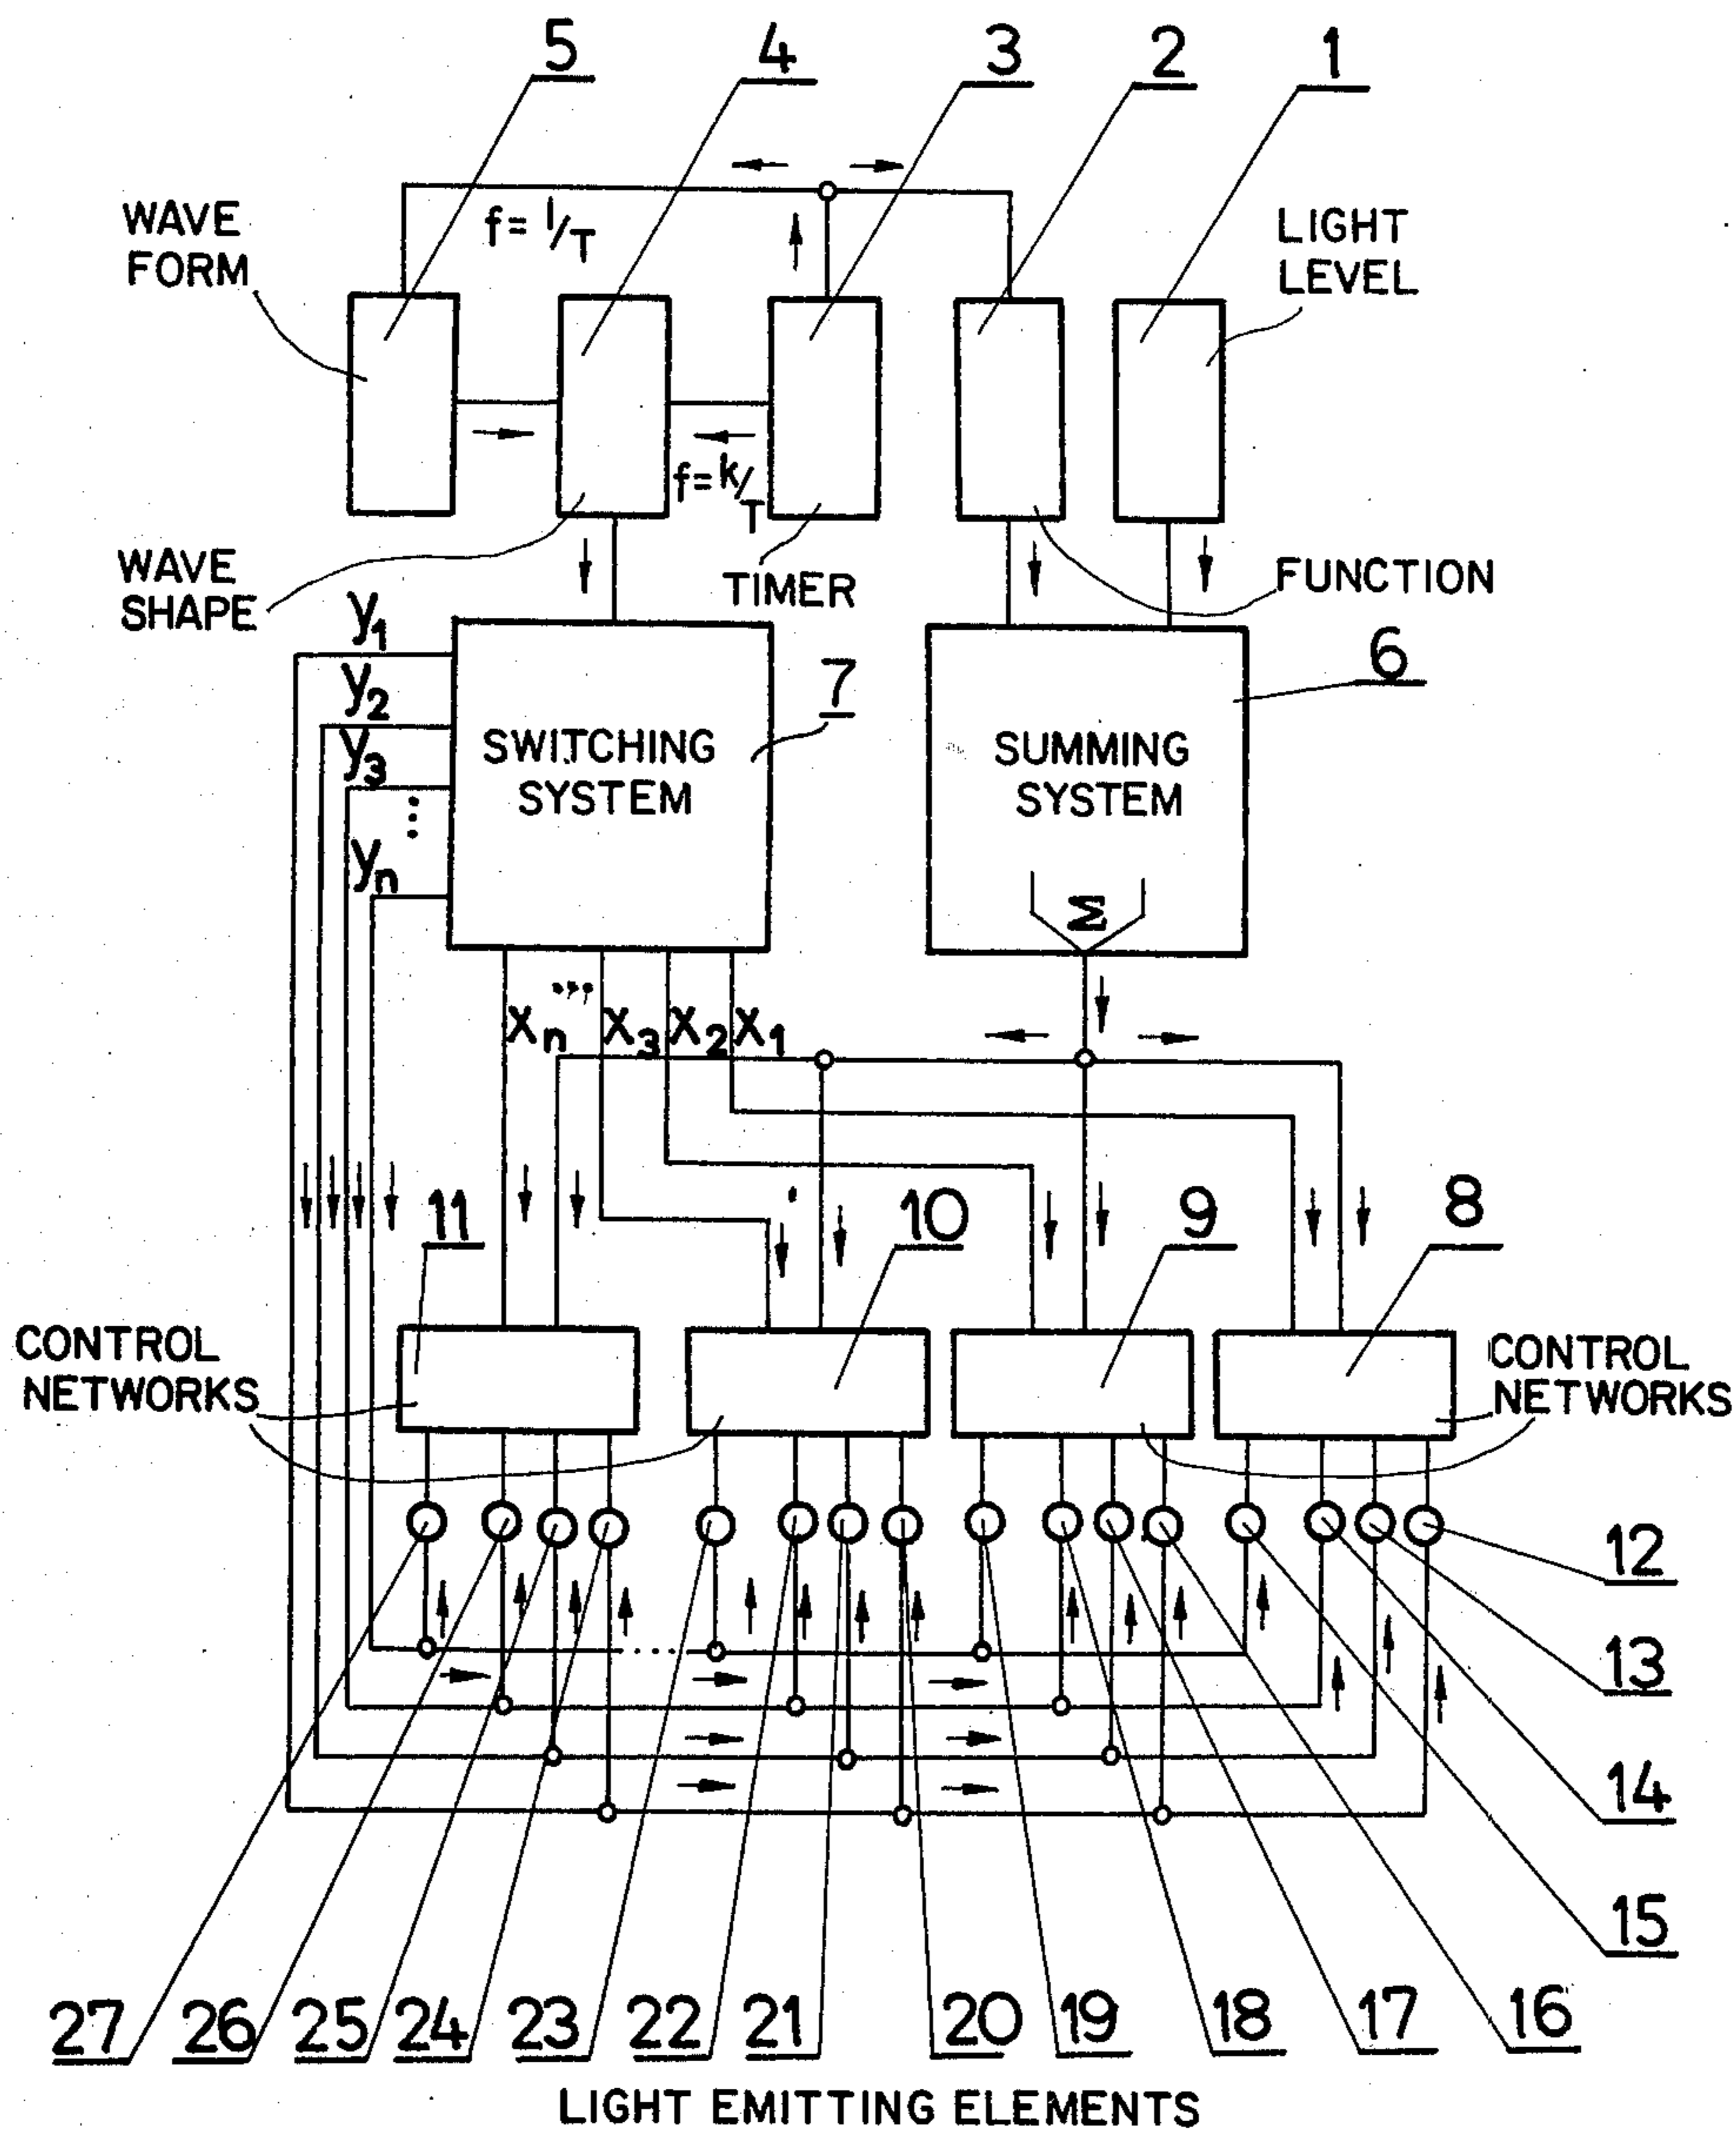 5 4 3 2 1
WAVE
FORM
f=1/T
LIGHT
LEVEL
f=k/T
WAVE
SHAPE
TIMER
FUNCTION
y1
y2
y3
...
yn
SWITCHING
SYSTEM
7
SUMMING
SYSTEM
6
Σ
xn ... x3 x2 x1
11 10 9 8
CONTROL
NETWORKS
CONTROL
NETWORKS
12
13
14
15
27 26 25 24 23 22 21 20 19 18 17 16
LIGHT EMITTING ELEMENTS